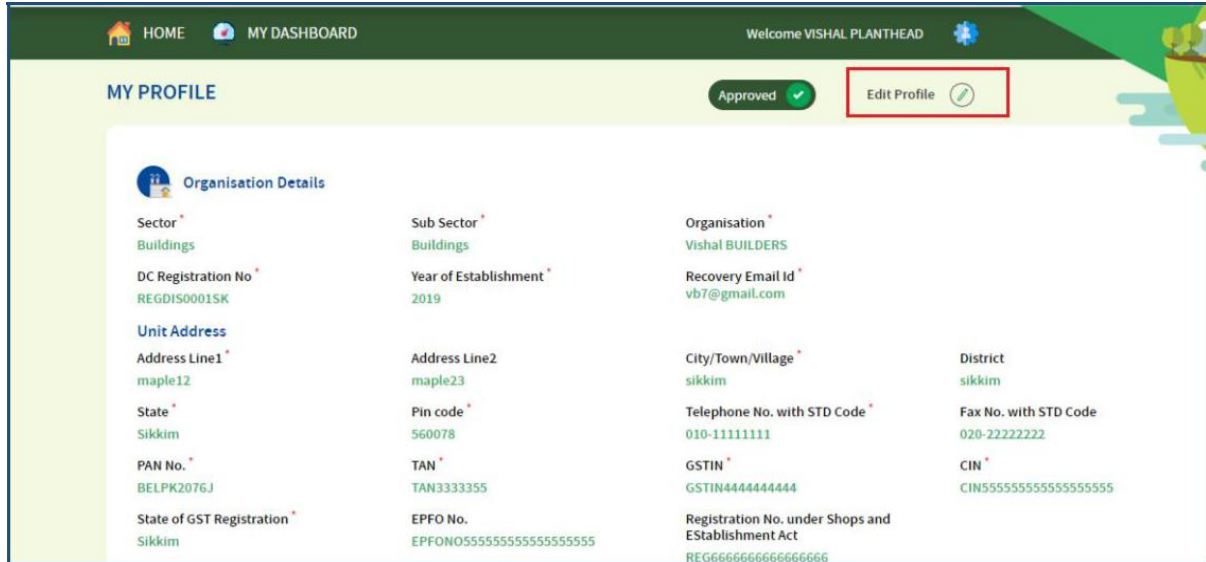 HOME MY DASHBOARD Welcome VISHAL PLANTHEAD
MY PROFILE Approved Edit Profile
Organisation Details
Sector * Sub Sector * Organisation *
Buildings Buildings Vishal BUILDERS
DC Registration No * Year of Establishment * Recovery Email Id *
REGDIS0001SK 2019 vb7@gmail.com
Unit Address
Address Line1 * Address Line2 City/Town/Village * District
maple12 maple23 sikkim sikkim
State * Pin code * Telephone No. with STD Code * Fax No. with STD Code
Sikkim 560078 010-11111111 020-22222222
PAN No. * TAN * GSTIN * CIN *
BELPK2076J TAN3333355 GSTIN4444444444 CIN555555555555555555
State of GST Registration * EPFO No. Registration No. under Shops and
EStablishment Act
Sikkim EPFONO555555555555555555
REG6666666666666666